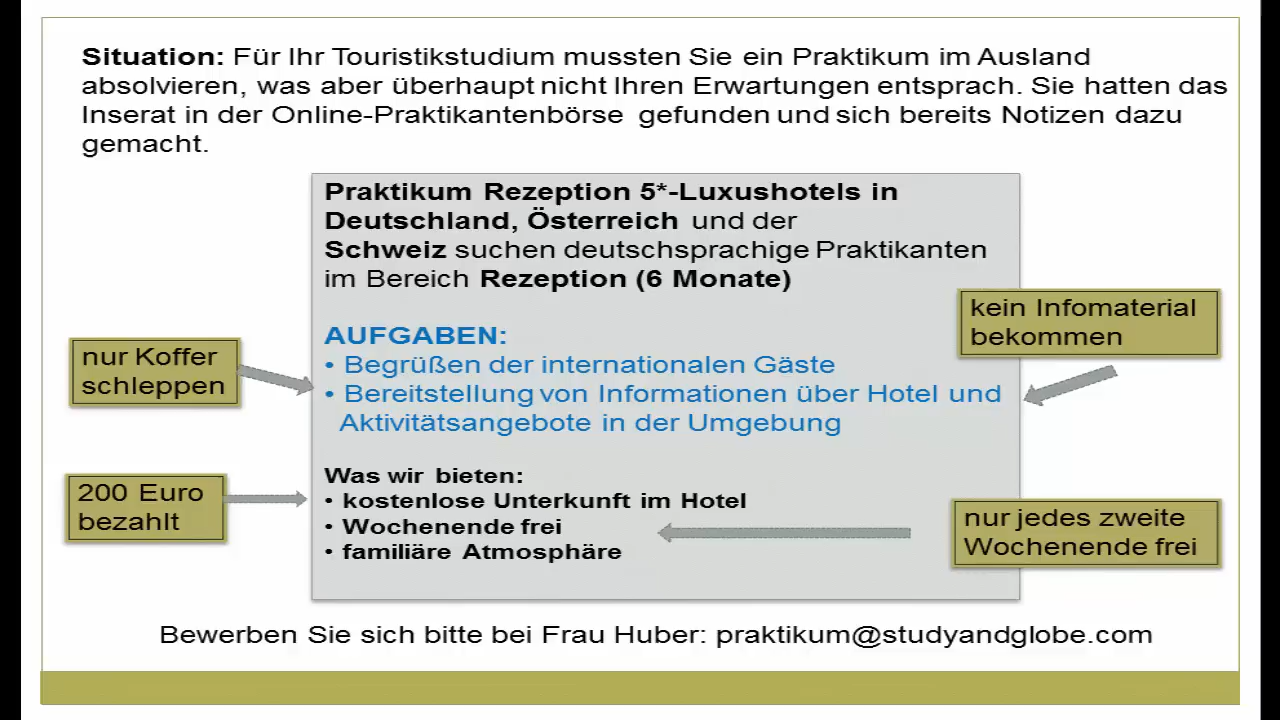 Situation: Für Ihr Touristikstudium mussten Sie ein Praktikum im Ausland
absolvieren, was aber überhaupt nicht Ihren Erwartungen entsprach. Sie hatten das
Inserat in der Online-Praktikantenbörse gefunden und sich bereits Notizen dazu
gemacht.
Praktikum Rezeption 5*-Luxushotels in
Deutschland, Österreich und der
Schweiz suchen deutschsprachige Praktikanten
im Bereich Rezeption (6 Monate)
kein Infomaterial
bekommen
AUFGABEN:
nur Koffer
schleppen
• Begrüßen der internationalen Gäste
• Bereitstellung von Informationen über Hotel und
Aktivitätsangebote in der Umgebung
Was wir bieten:
200 Euro
bezahlt
• kostenlose Unterkunft im Hotel
• Wochenende frei
• familiäre Atmosphäre
nur jedes zweite
Wochenende frei
Bewerben Sie sich bitte bei Frau Huber: praktikum@studyandglobe.com